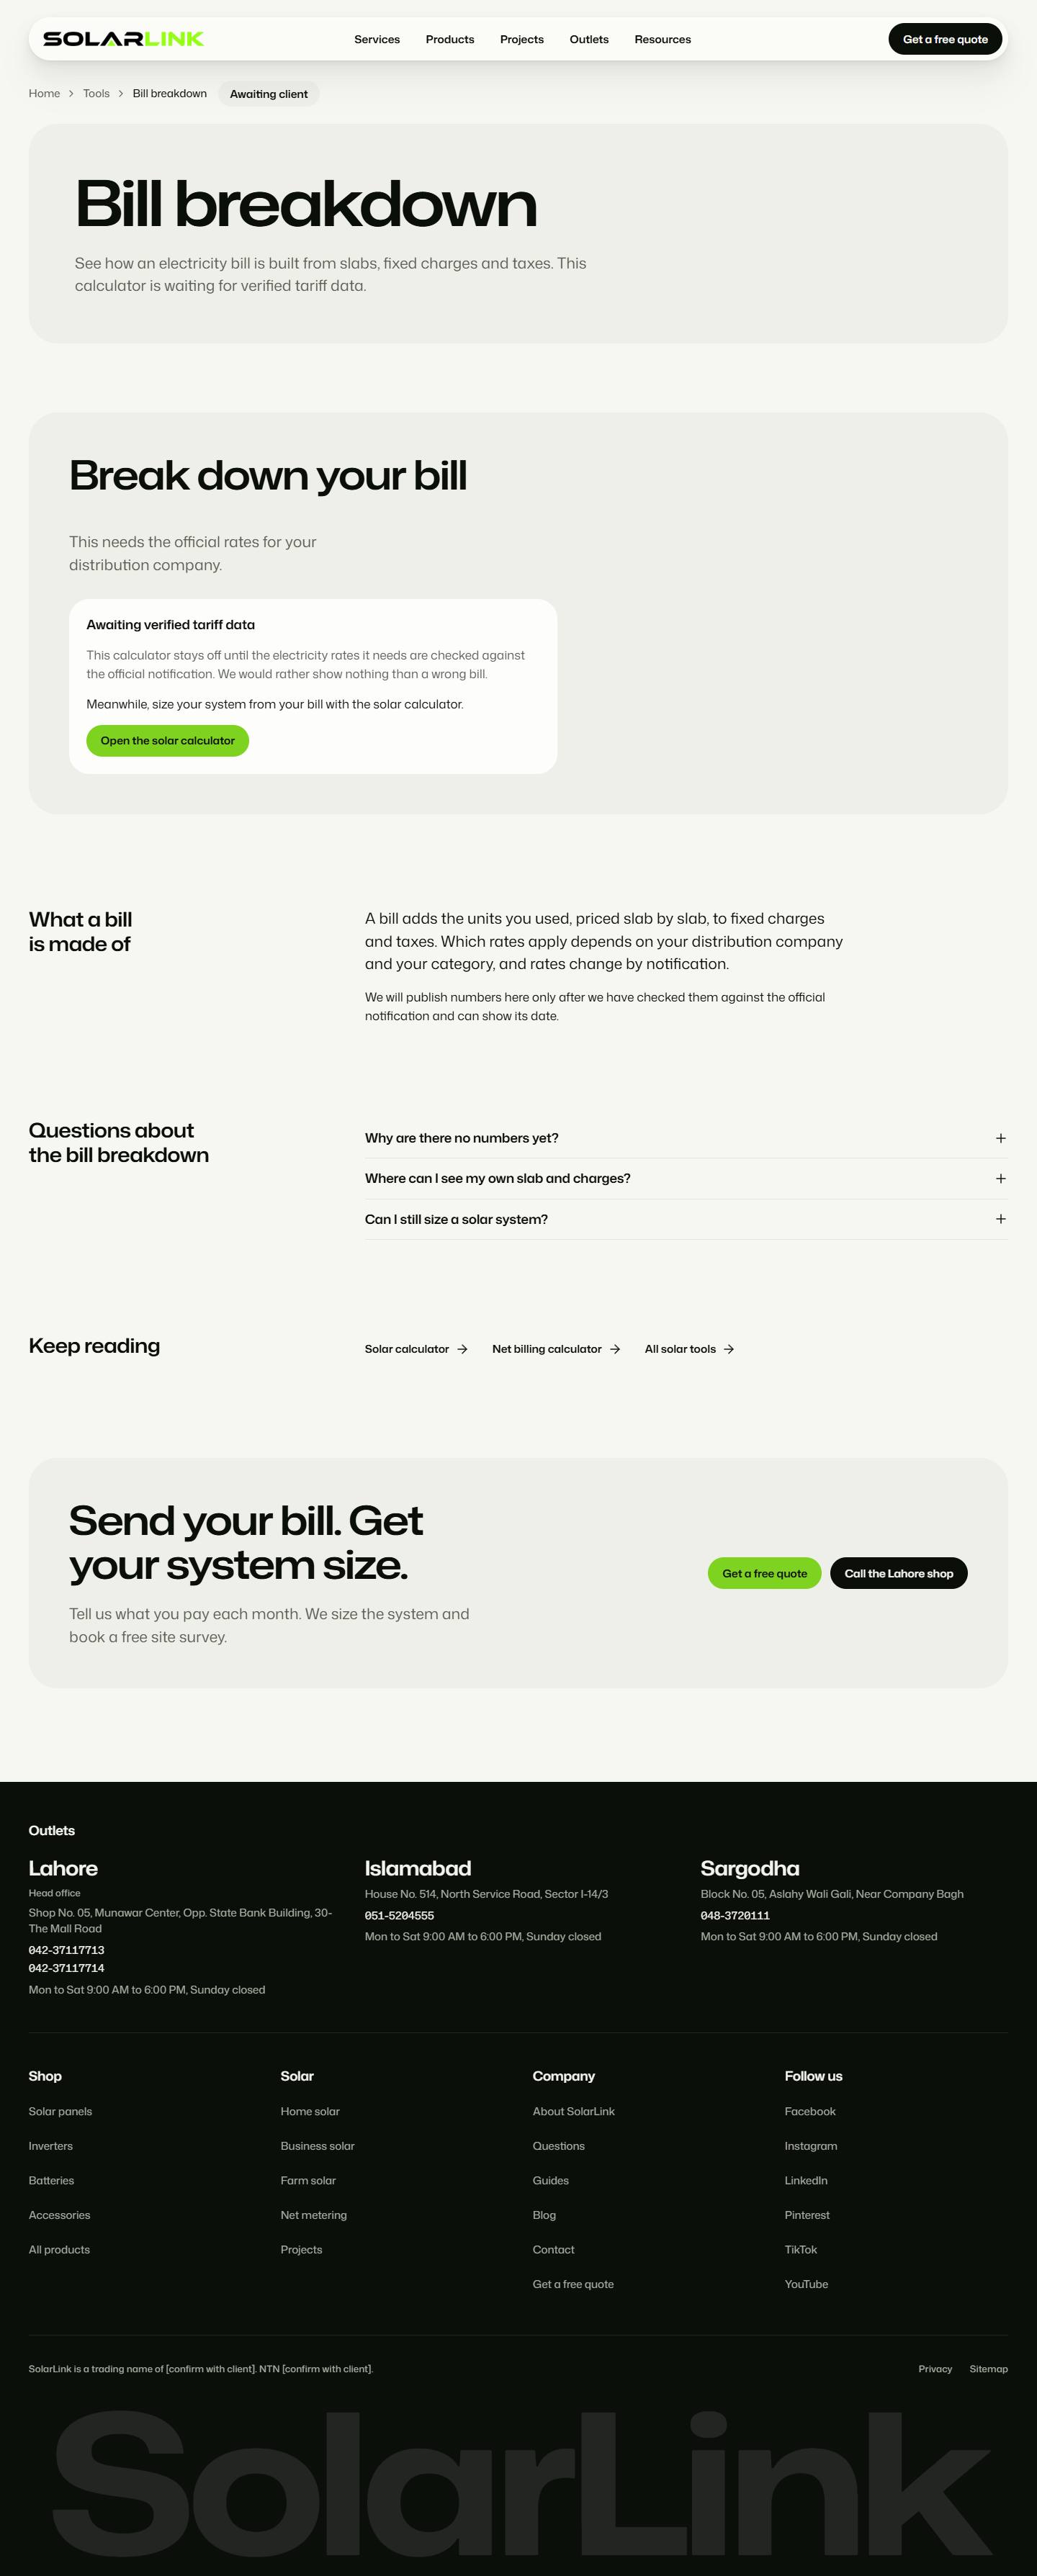 SOLARLINK
Services
Products
Projects
Outlets
Resources
Get a free quote
Home
Tools
Bill breakdown
Awaiting client
Bill breakdown
See how an electricity bill is built from slabs, fixed charges and taxes. This
calculator is waiting for verified tariff data.
Break down your bill
This needs the official rates for your
distribution company.
Awaiting verified tariff data
This calculator stays off until the electricity rates it needs are checked against
the official notification. We would rather show nothing than a wrong bill.
Meanwhile, size your system from your bill with the solar calculator.
Open the solar calculator
What a bill
is made of
A bill adds the units you used, priced slab by slab, to fixed charges
and taxes. Which rates apply depends on your distribution company
and your category, and rates change by notification.
We will publish numbers here only after we have checked them against the official
notification and can show its date.
Questions about
the bill breakdown
Why are there no numbers yet?
Where can I see my own slab and charges?
Can I still size a solar system?
Keep reading
Solar calculator
Net billing calculator
All solar tools
Send your bill. Get
your system size.
Tell us what you pay each month. We size the system and
book a free site survey.
Get a free quote
Call the Lahore shop
Outlets
Lahore
Head office
Shop No. 05, Munawar Center, Opp. State Bank Building, 30-
The Mall Road
042-37117713
042-37117714
Mon to Sat 9:00 AM to 6:00 PM, Sunday closed
Islamabad
House No. 514, North Service Road, Sector I-14/3
051-5204555
Mon to Sat 9:00 AM to 6:00 PM, Sunday closed
Sargodha
Block No. 05, Aslahy Wali Gali, Near Company Bagh
048-3720111
Mon to Sat 9:00 AM to 6:00 PM, Sunday closed
Shop
Solar panels
Inverters
Batteries
Accessories
All products
Solar
Home solar
Business solar
Farm solar
Net metering
Projects
Company
About SolarLink
Questions
Guides
Blog
Contact
Get a free quote
Follow us
Facebook
Instagram
LinkedIn
Pinterest
TikTok
YouTube
SolarLink is a trading name of [confirm with client]. NTN [confirm with client].
Privacy
Sitemap
SolarLink